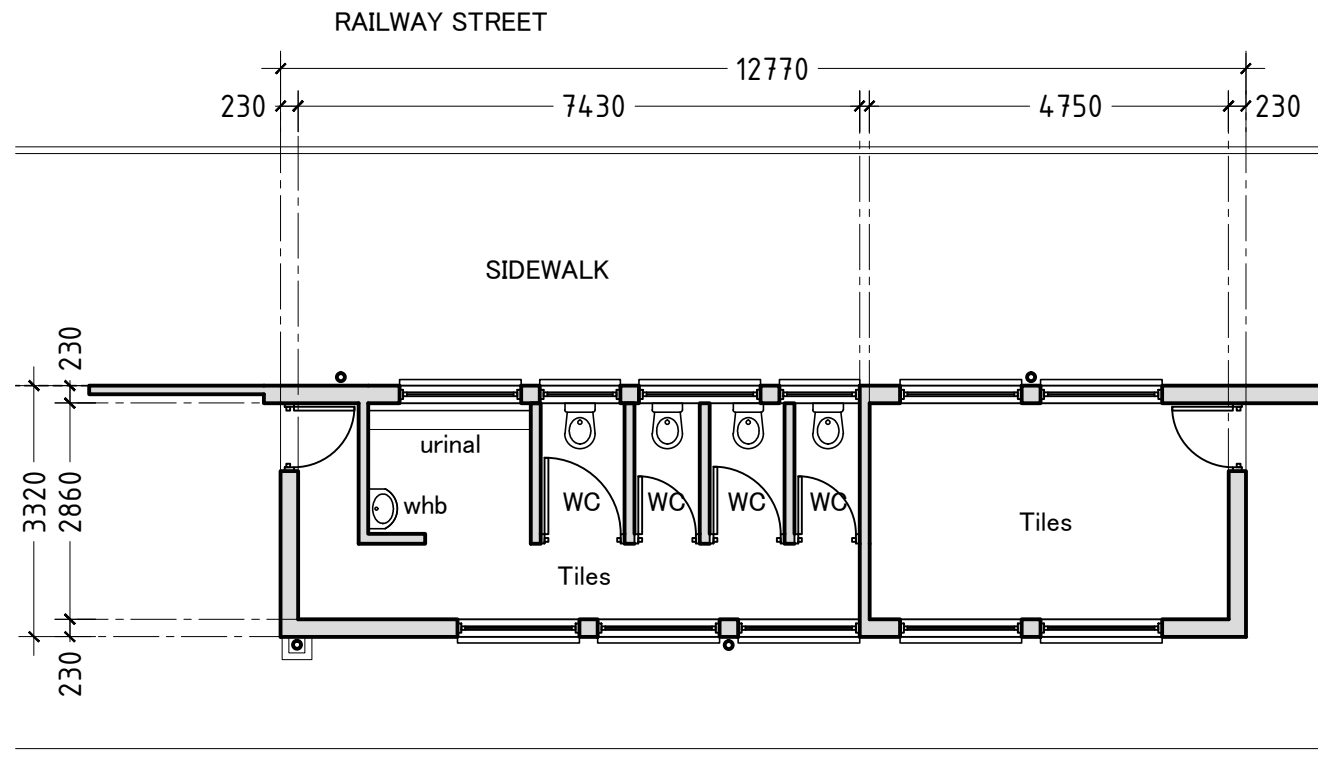 RAILWAY STREET
12770
230
7430
4750
230
SIDEWALK
230
3320
2860
230
urinal
whb
WC
WC
WC
WC
Tiles
Tiles